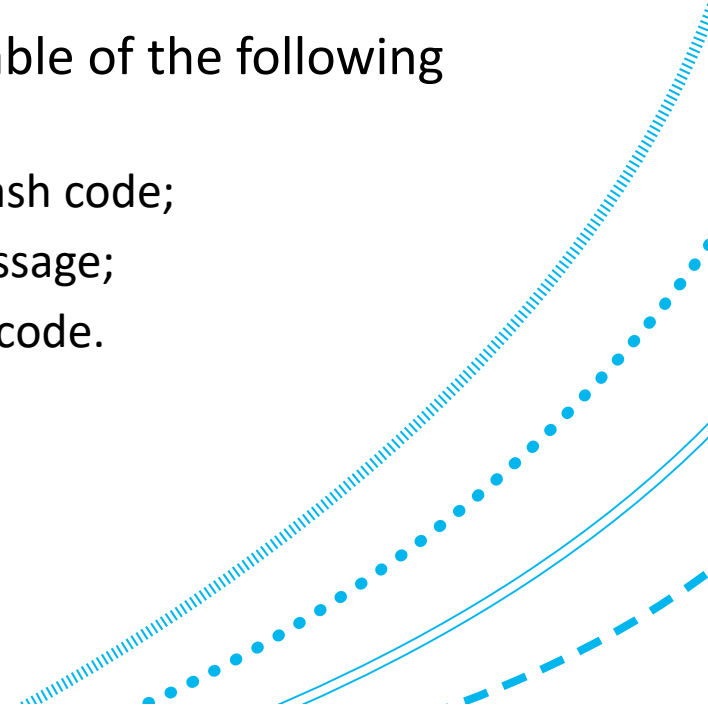 ble of the following
sh code;
ssage;
code.